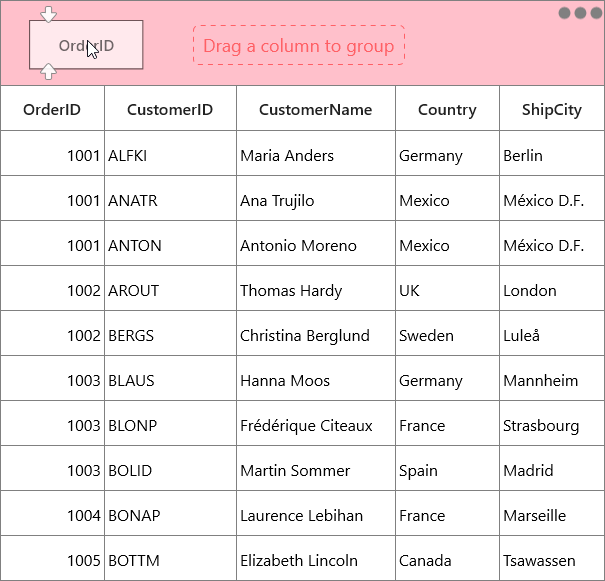 OrderID
Drag a column to group
OrderID CustomerID CustomerName Country ShipCity
1001 ALFKI Maria Anders Germany Berlin
1001 ANATR Ana Trujilo Mexico México D.F.
1001 ANTON Antonio Moreno Mexico México D.F.
1002 AROUT Thomas Hardy UK London
1002 BERGS Christina Berglund Sweden Luleå
1003 BLAUS Hanna Moos Germany Mannheim
1003 BLONP Frédérique Citeaux France Strasbourg
1003 BOLID Martin Sommer Spain Madrid
1004 BONAP Laurence Lebihan France Marseille
1005 BOTTM Elizabeth Lincoln Canada Tsawassen